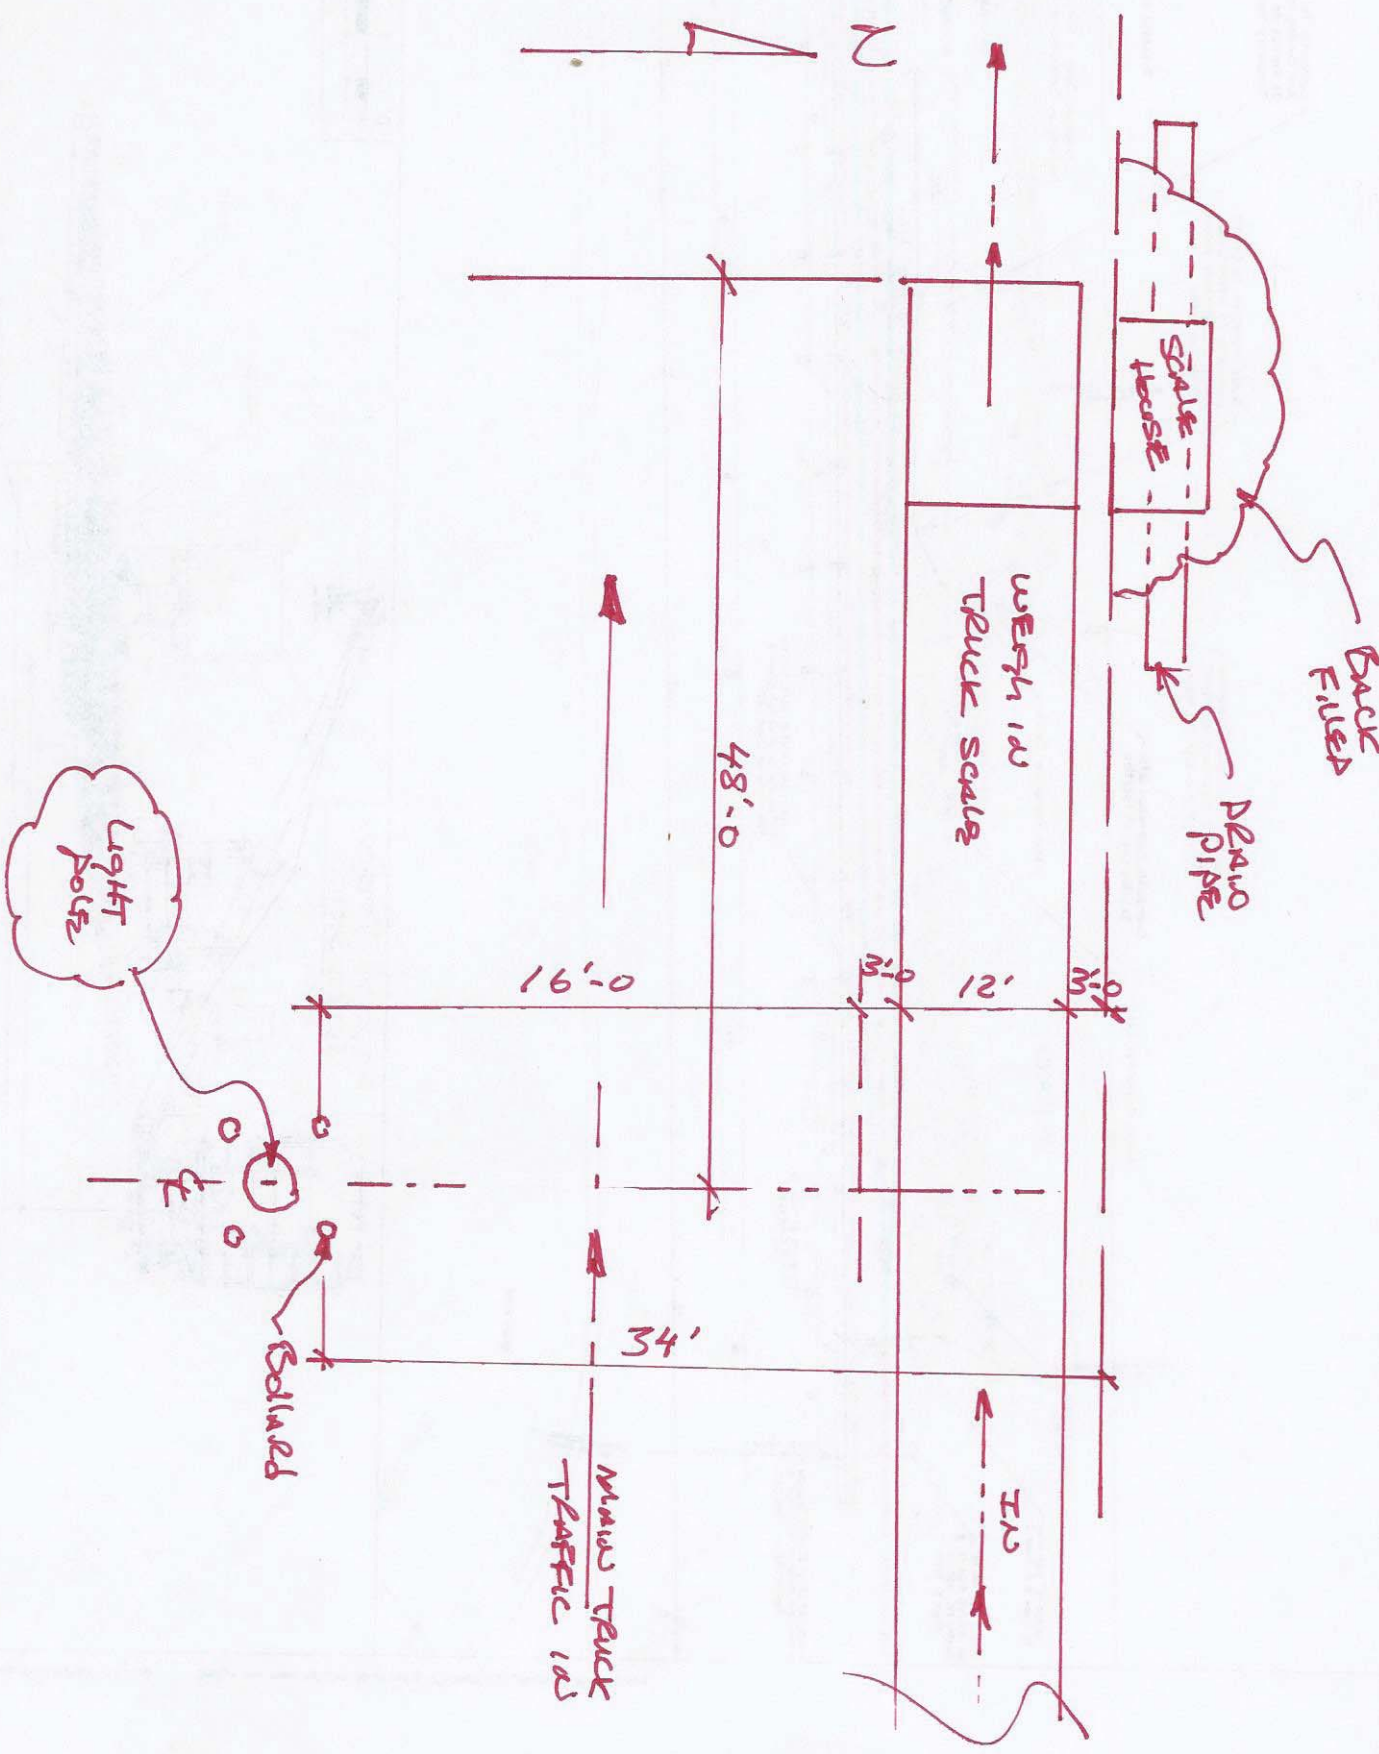 N
SCALE
HOUSE
BACK
FILLED
DRAIN
PIPE
WEIGH IN
TRUCK SCALE
48'-0
16'-0
3'-0
12'
3'-0
LIGHT
POLE
℄
34'
BOLLARD
IN
MAIN TRUCK
TRAFFIC IN